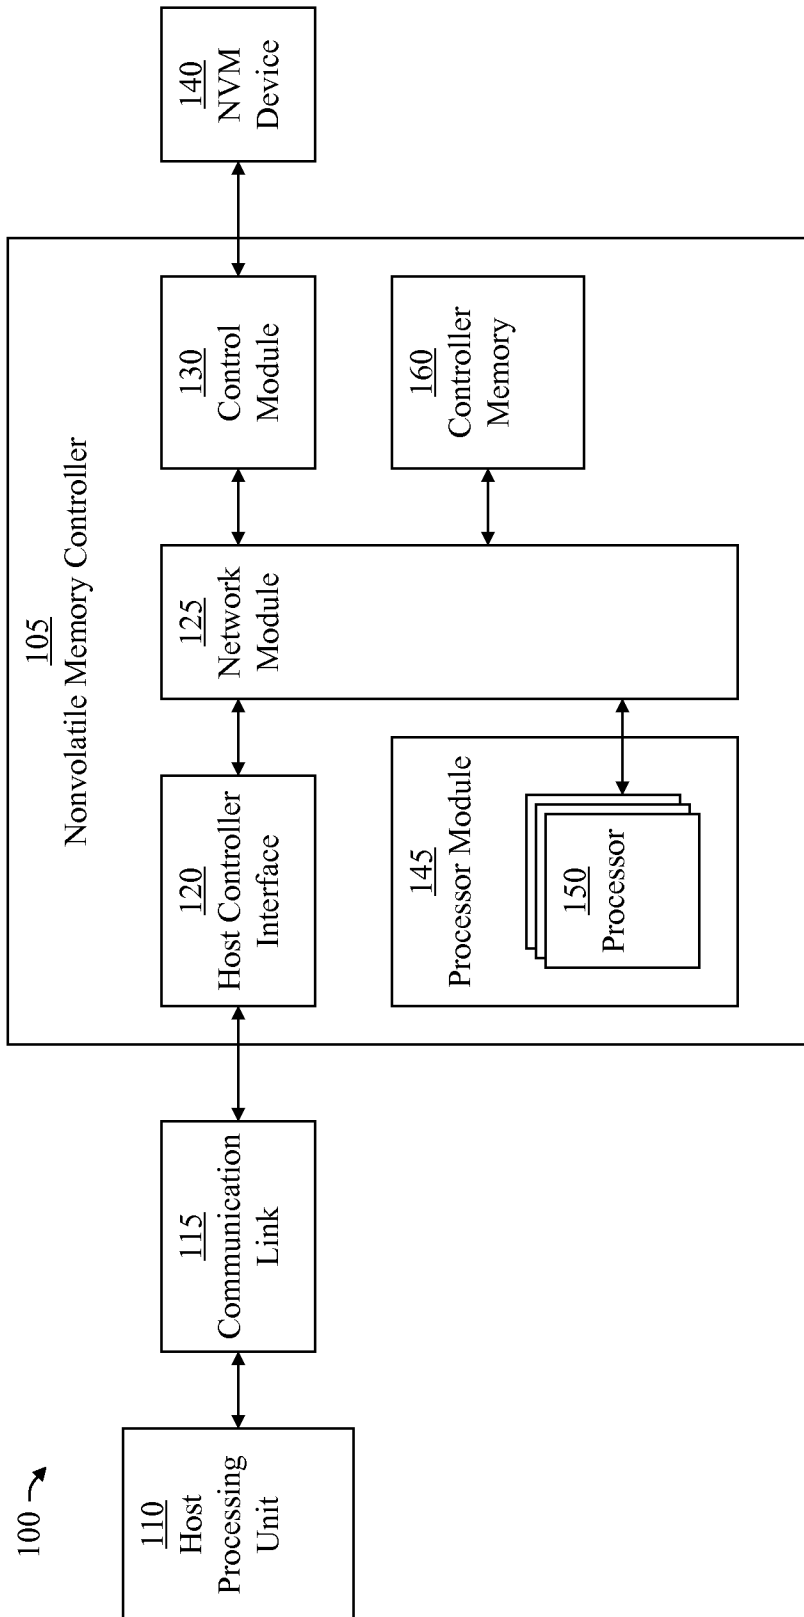 100
110
Host
Processing
Unit
115
Communication
Link
105
Nonvolatile Memory Controller
120
Host Controller
Interface
125
Network
Module
130
Control
Module
140
NVM
Device
145
Processor Module
150
Processor
160
Controller
Memory